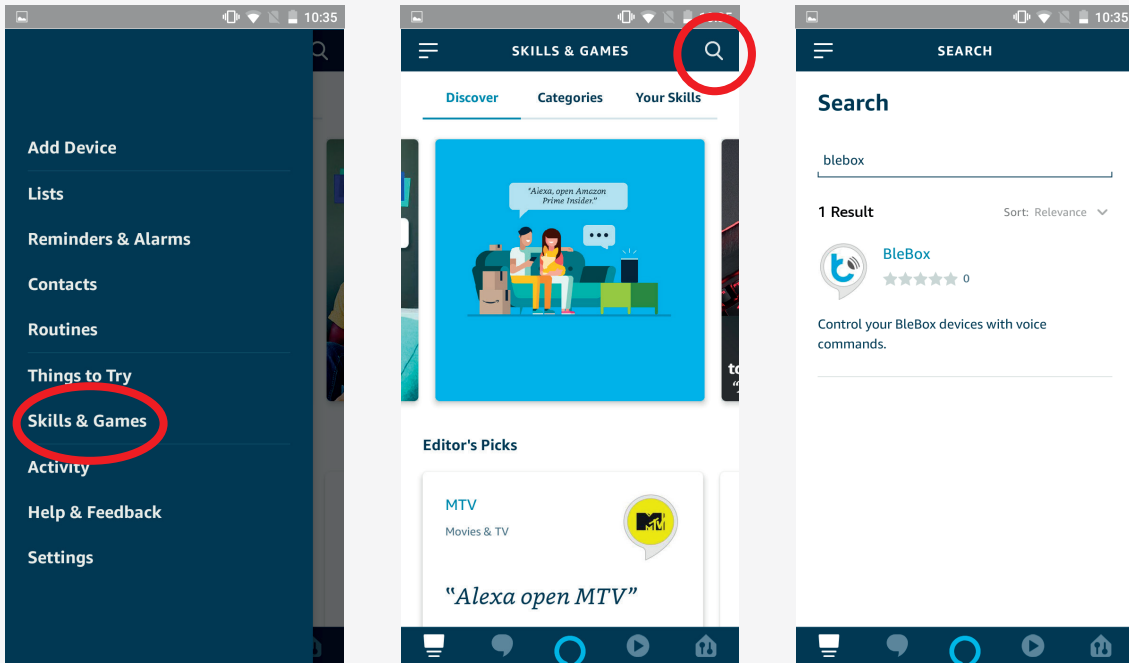 10:35
Add Device
Lists
Reminders & Alarms
Contacts
Routines
Things to Try
Skills & Games
Activity
Help & Feedback
Settings
SKILLS & GAMES
Discover Categories Your Skills
"Alexa, open Amazon
Prime Insider."
Editor's Picks
MTV
Movies & TV
"Alexa open MTV"
10:35
SEARCH
Search
blebox
1 Result Sort: Relevance
BleBox
0
Control your BleBox devices with voice
commands.